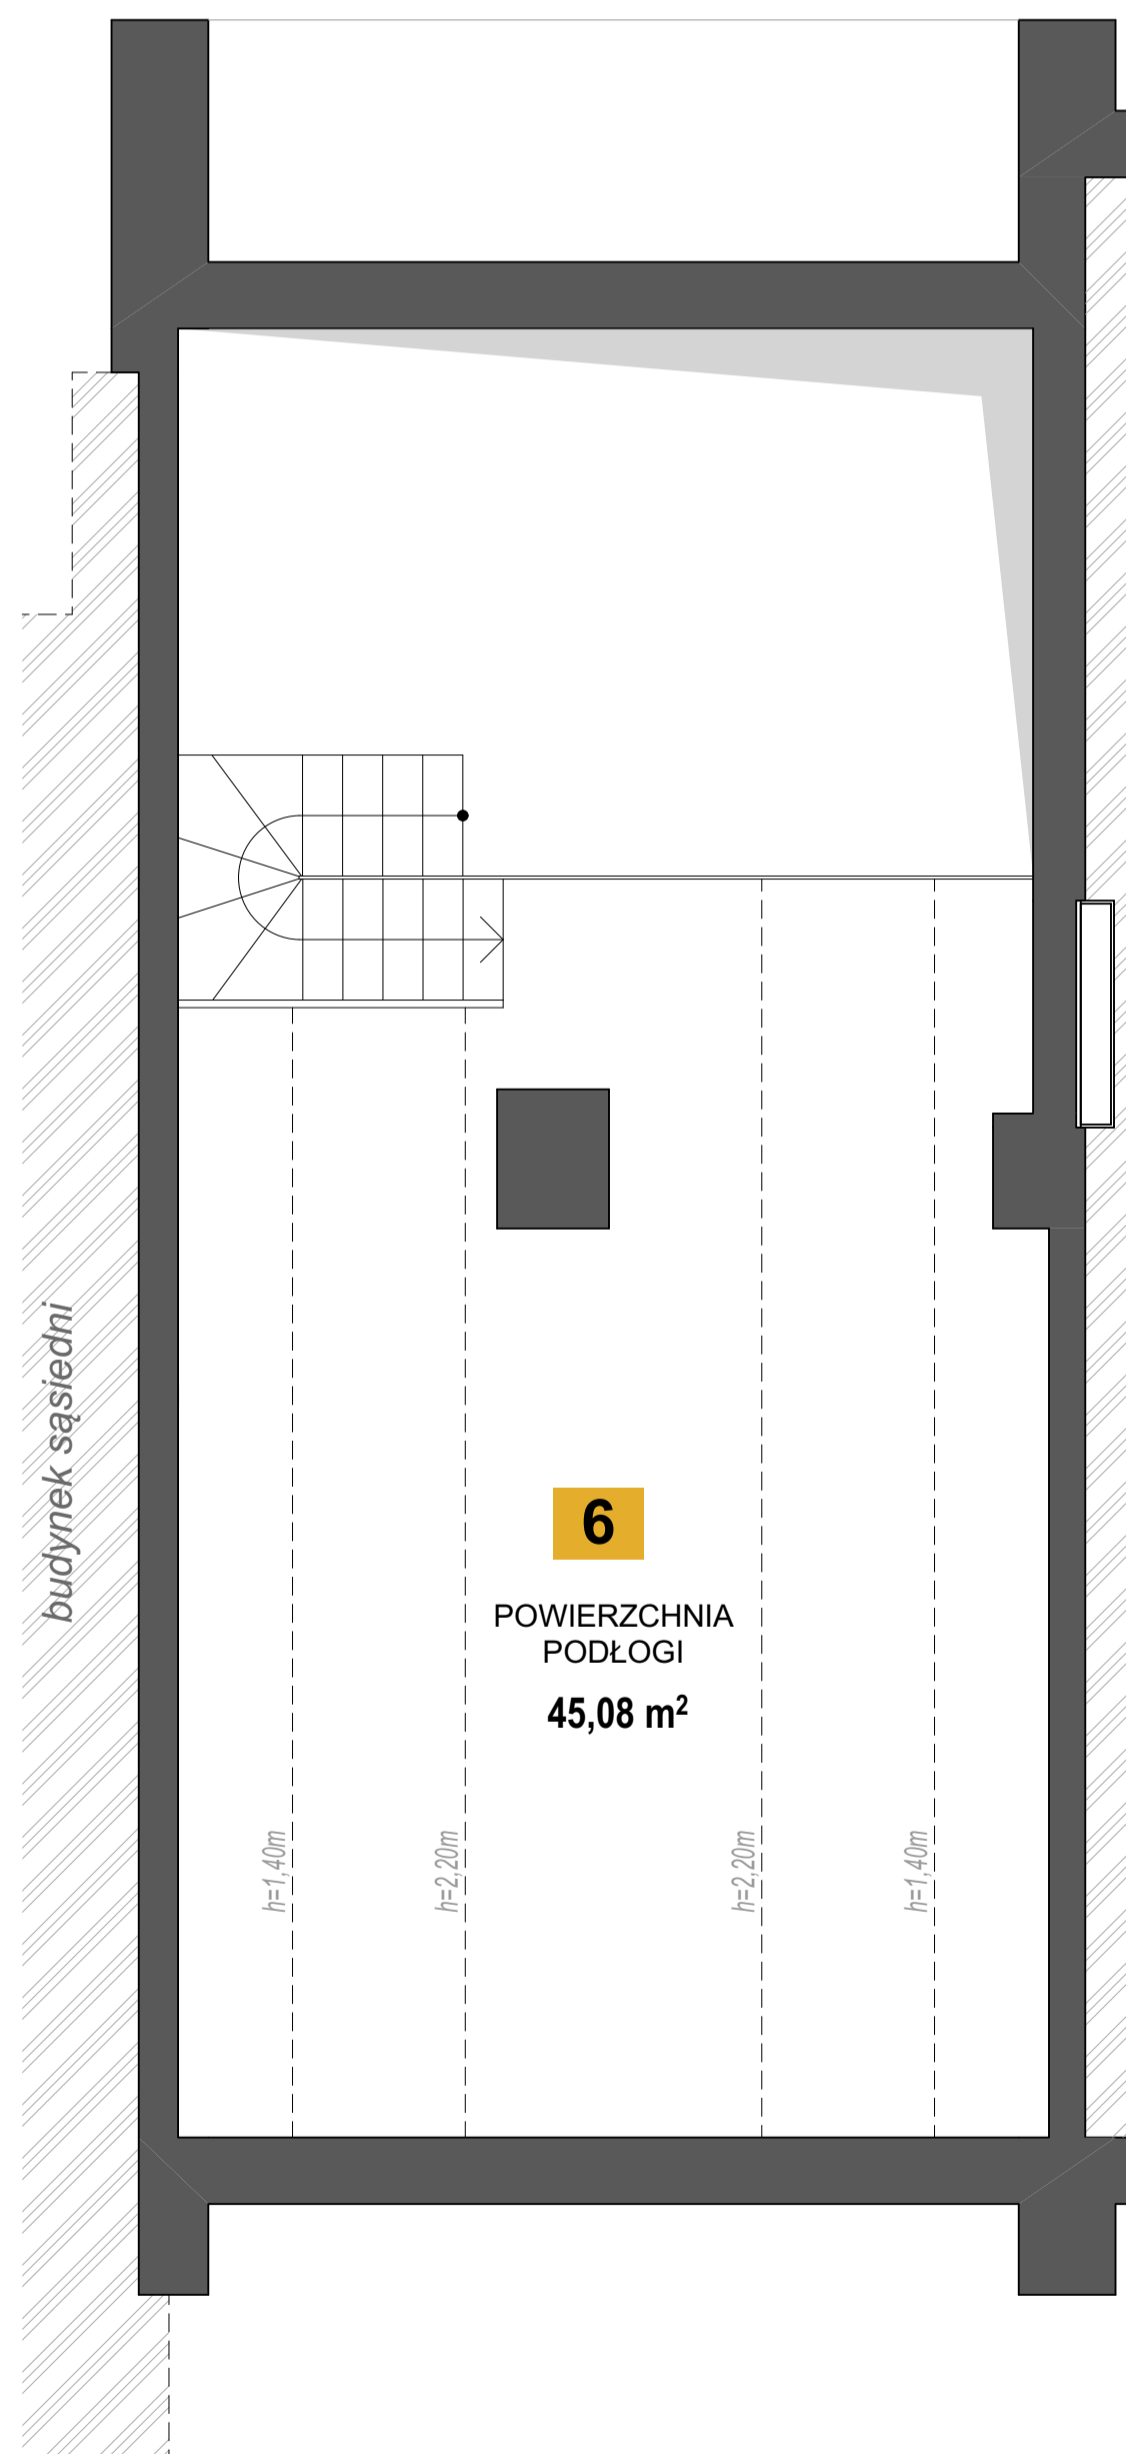 budynek sąsiedni
6
POWIERZCHNIA
PODŁOGI
45,08 m²
h=1,40m
h=2,20m
h=2,20m
h=1,40m